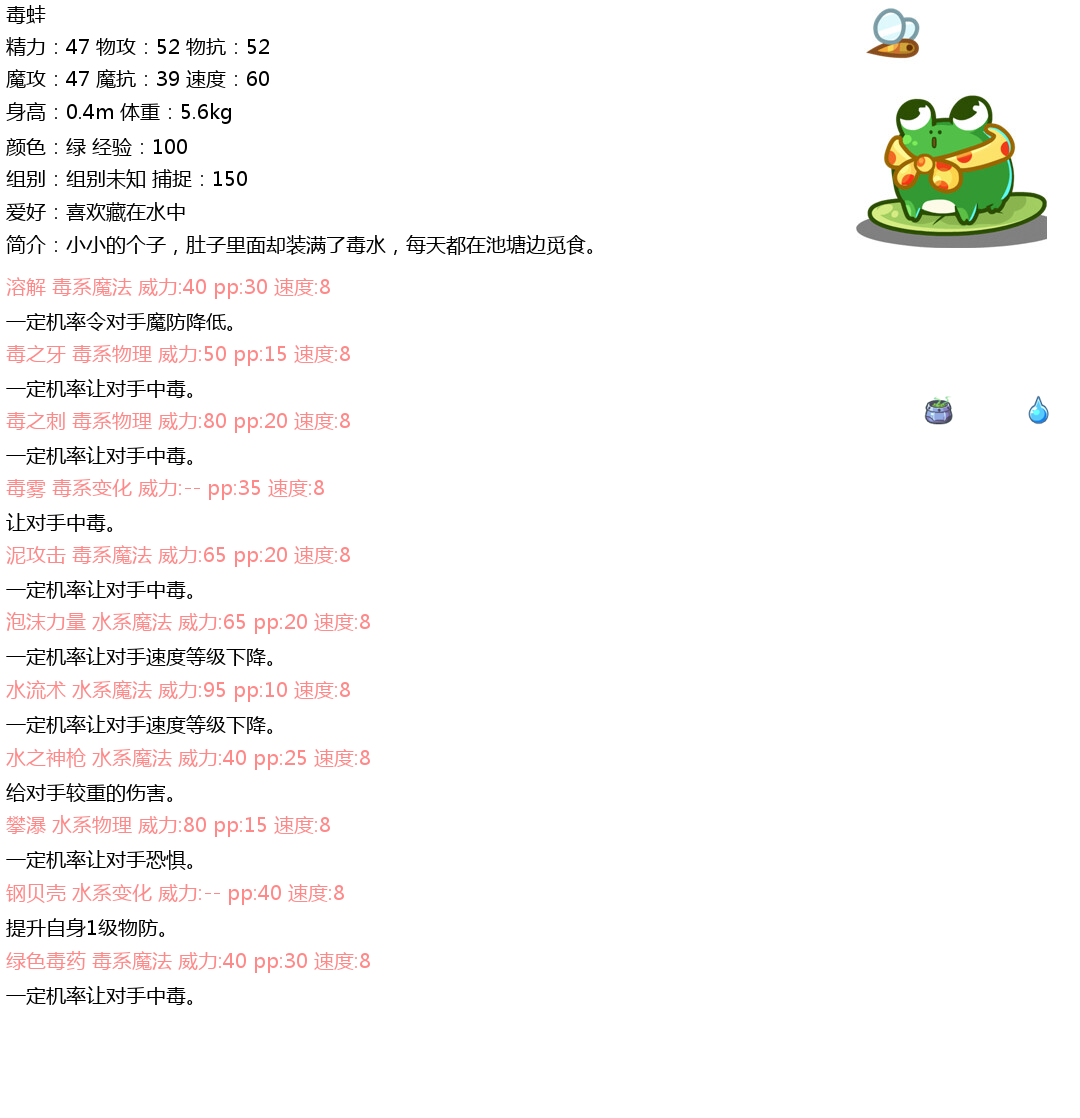 毒蛙
精力：47 物攻：52 物抗：52
魔攻：47 魔抗：39 速度：60
身高：0.4m 体重：5.6kg
颜色：绿 经验：100
组别：组别未知 捕捉：150
爱好：喜欢藏在水中
简介：小小的个子，肚子里面却装满了毒水，每天都在池塘边觅食。
溶解 毒系魔法 威力:40 pp:30 速度:8
一定机率令对手魔防降低。
毒之牙 毒系物理 威力:50 pp:15 速度:8
一定机率让对手中毒。
毒之刺 毒系物理 威力:80 pp:20 速度:8
一定机率让对手中毒。
毒雾 毒系变化 威力:-- pp:35 速度:8
让对手中毒。
泥攻击 毒系魔法 威力:65 pp:20 速度:8
一定机率让对手中毒。
泡沫力量 水系魔法 威力:65 pp:20 速度:8
一定机率让对手速度等级下降。
水流术 水系魔法 威力:95 pp:10 速度:8
一定机率让对手速度等级下降。
水之神枪 水系魔法 威力:40 pp:25 速度:8
给对手较重的伤害。
攀瀑 水系物理 威力:80 pp:15 速度:8
一定机率让对手恐惧。
钢贝壳 水系变化 威力:-- pp:40 速度:8
提升自身1级物防。
绿色毒药 毒系魔法 威力:40 pp:30 速度:8
一定机率让对手中毒。